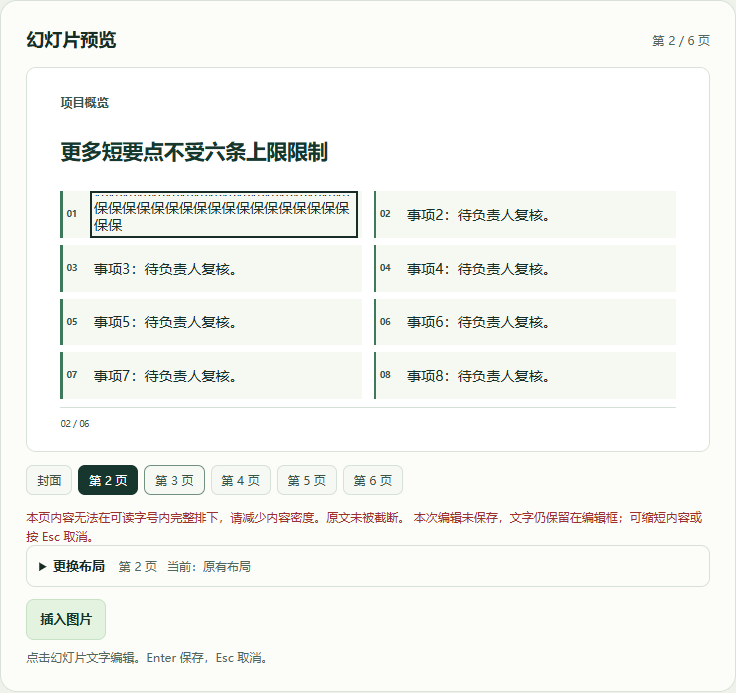 幻灯片预览
第 2 / 6 页
项目概览
更多短要点不受六条上限限制
01
保保保保保保保保保保保保保保保保保保
保保
02
事项2：待负责人复核。
03
事项3：待负责人复核。
04
事项4：待负责人复核。
05
事项5：待负责人复核。
06
事项6：待负责人复核。
07
事项7：待负责人复核。
08
事项8：待负责人复核。
02 / 06
封面
第 2 页
第 3 页
第 4 页
第 5 页
第 6 页
本页内容无法在可读字号内完整排下，请减少内容密度。原文未被截断。 本次编辑未保存，文字仍保留在编辑框；可缩短内容或
按 Esc 取消。
▶ 更换布局 第 2 页 当前：原有布局
插入图片
点击幻灯片文字编辑。Enter 保存，Esc 取消。